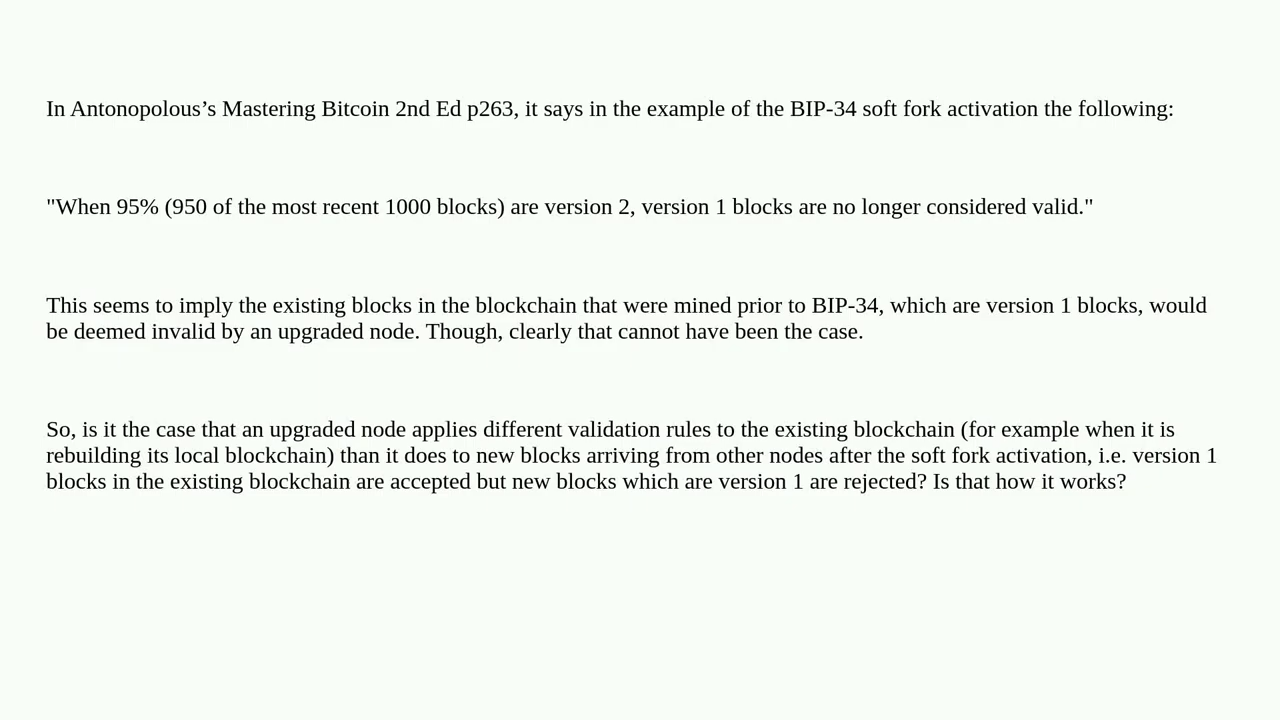 In Antonopolous’s Mastering Bitcoin 2nd Ed p263, it says in the example of the BIP-34 soft fork activation the following:
"When 95% (950 of the most recent 1000 blocks) are version 2, version 1 blocks are no longer considered valid."
This seems to imply the existing blocks in the blockchain that were mined prior to BIP-34, which are version 1 blocks, would
be deemed invalid by an upgraded node. Though, clearly that cannot have been the case.
So, is it the case that an upgraded node applies different validation rules to the existing blockchain (for example when it is
rebuilding its local blockchain) than it does to new blocks arriving from other nodes after the soft fork activation, i.e. version 1
blocks in the existing blockchain are accepted but new blocks which are version 1 are rejected? Is that how it works?